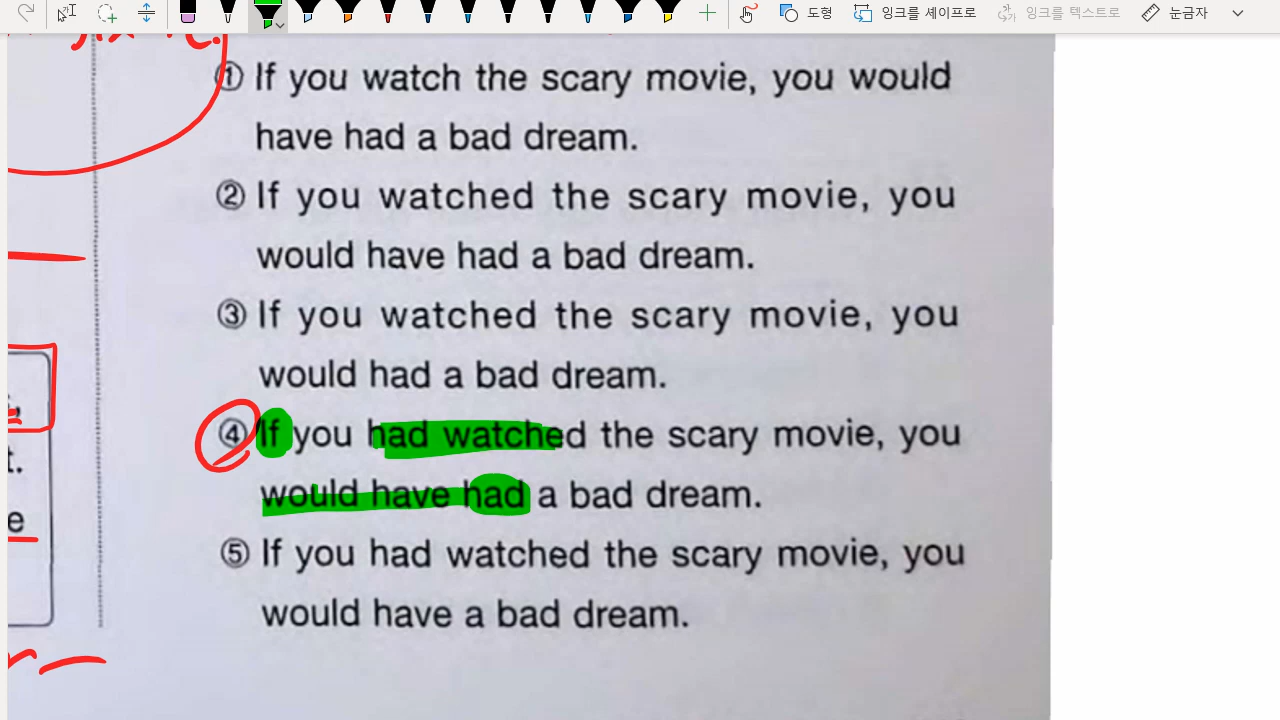 도형 잉크를 셰이프로 잉크를 텍스트로 눈금자
① If you watch the scary movie, you would
have had a bad dream.
② If you watched the scary movie, you
would have had a bad dream.
③ If you watched the scary movie, you
would had a bad dream.
④ If you had watched the scary movie, you
t.
would have had a bad dream.
e
⑤ If you had watched the scary movie, you
would have a bad dream.